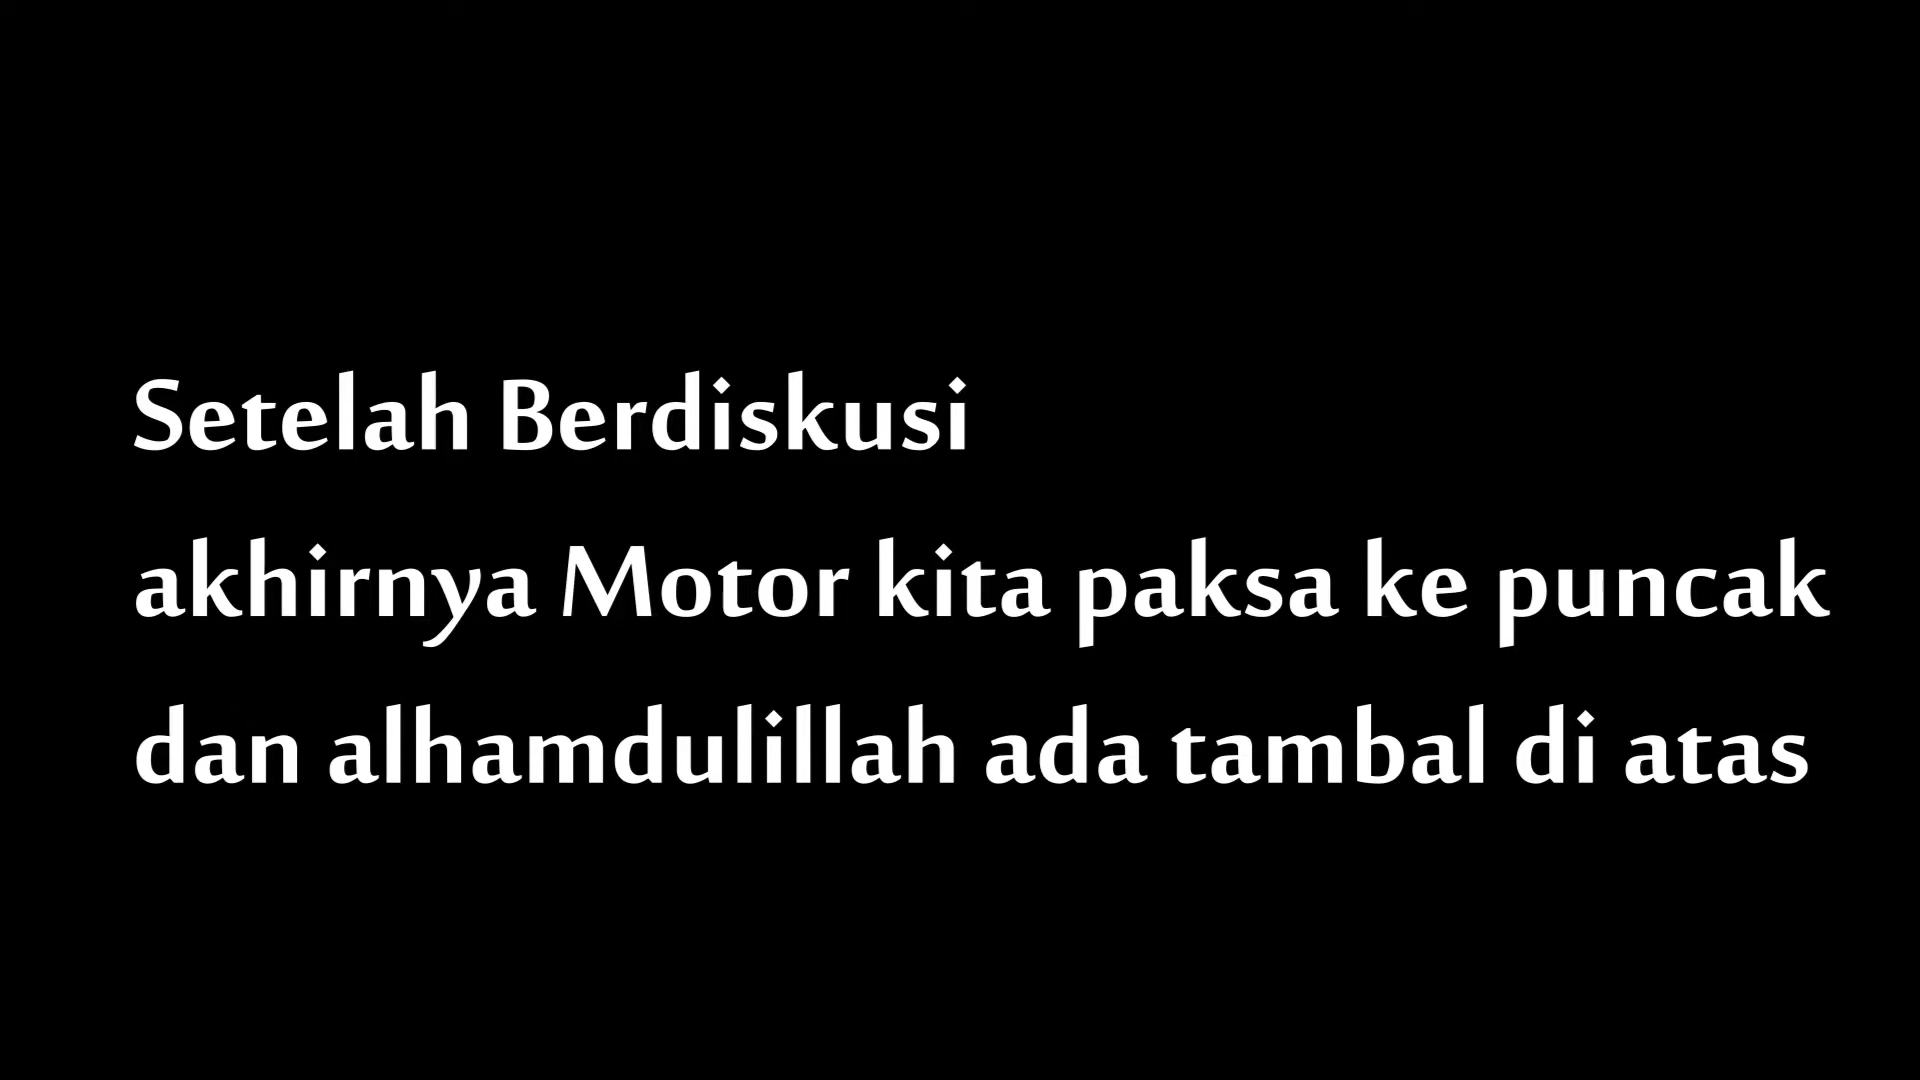 Setelah Berdiskusi
akhirnya Motor kita paksa ke puncak
dan alhamdulillah ada tambal di atas